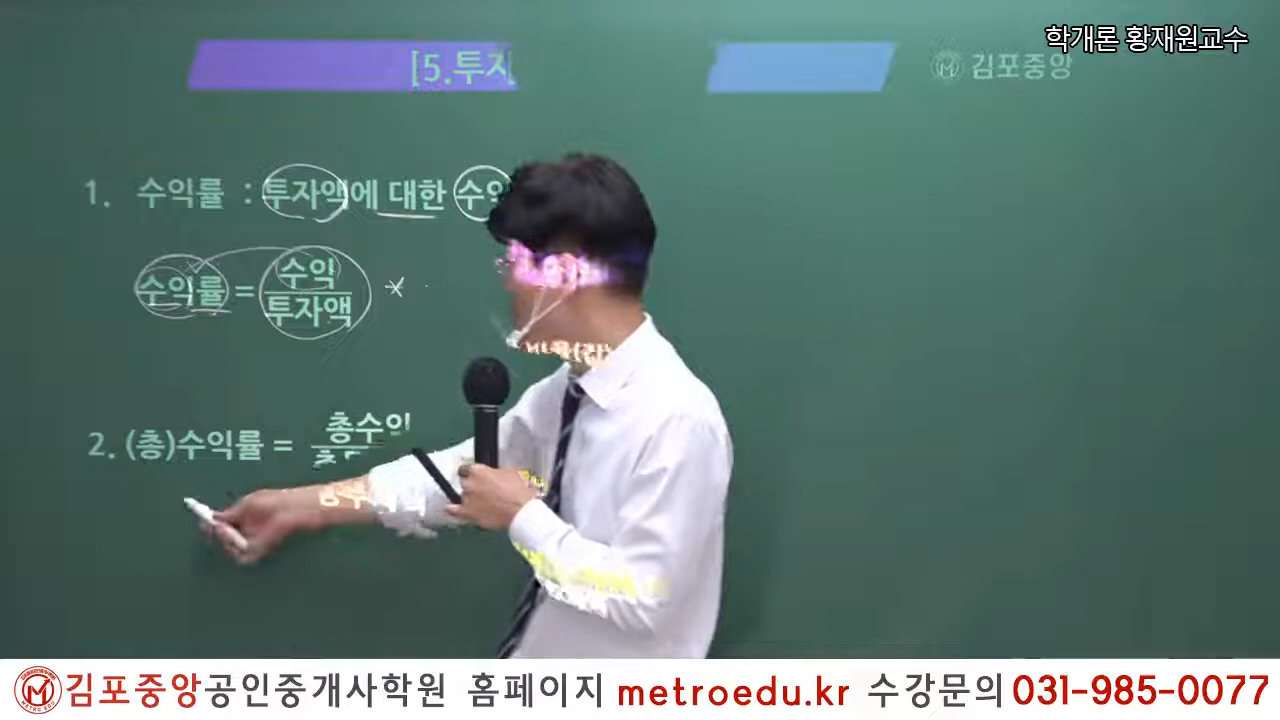 학개론 황재원교수
[5.투자
김포중앙
1. 수익률 : 투자액에 대한 수익
수익률 = 수익
투자액
2. (총)수익률 = 총수익
김포중앙공인중개사학원 홈페이지 metroedu.kr 수강문의 031-985-0077